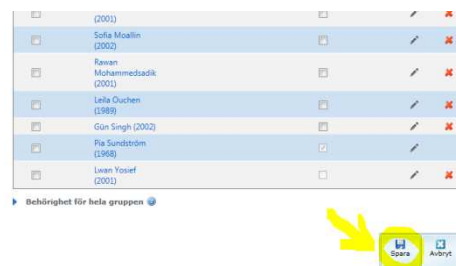 (2001)
Sofia Moallin
(2002)
Rawan
Mohammedsadik
(2001)
Leila Ouchen
(1989)
Gün Singh (2002)
Pia Sundström
(1968)
Lwan Yosief
(2001)
Behörighet för hela gruppen
Spara
Avbryt